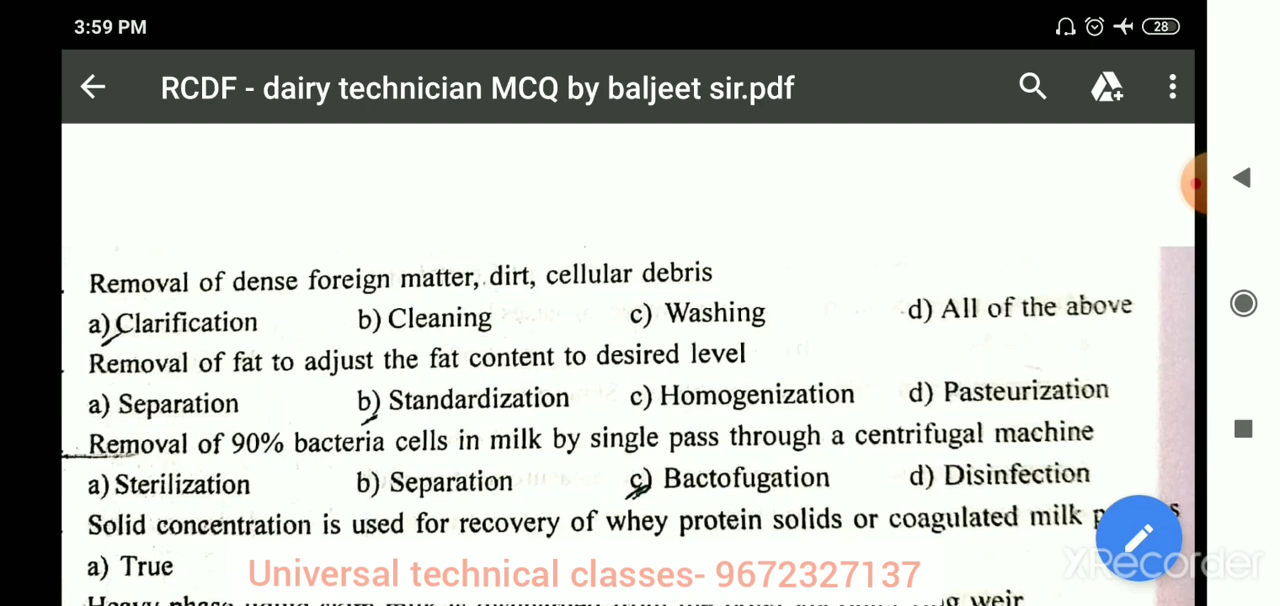 3:59 PM
28
RCDF - dairy technician MCQ by baljeet sir.pdf
Removal of dense foreign matter, dirt, cellular debris
a) Clarification b) Cleaning c) Washing d) All of the above
Removal of fat to adjust the fat content to desired level
a) Separation b) Standardization c) Homogenization d) Pasteurization
Removal of 90% bacteria cells in milk by single pass through a centrifugal machine
a) Sterilization b) Separation c) Bactofugation d) Disinfection
Solid concentration is used for recovery of whey protein solids or coagulated milk
a) True
Universal technical classes- 9672327137
XRecorder
Heavy phase
weir